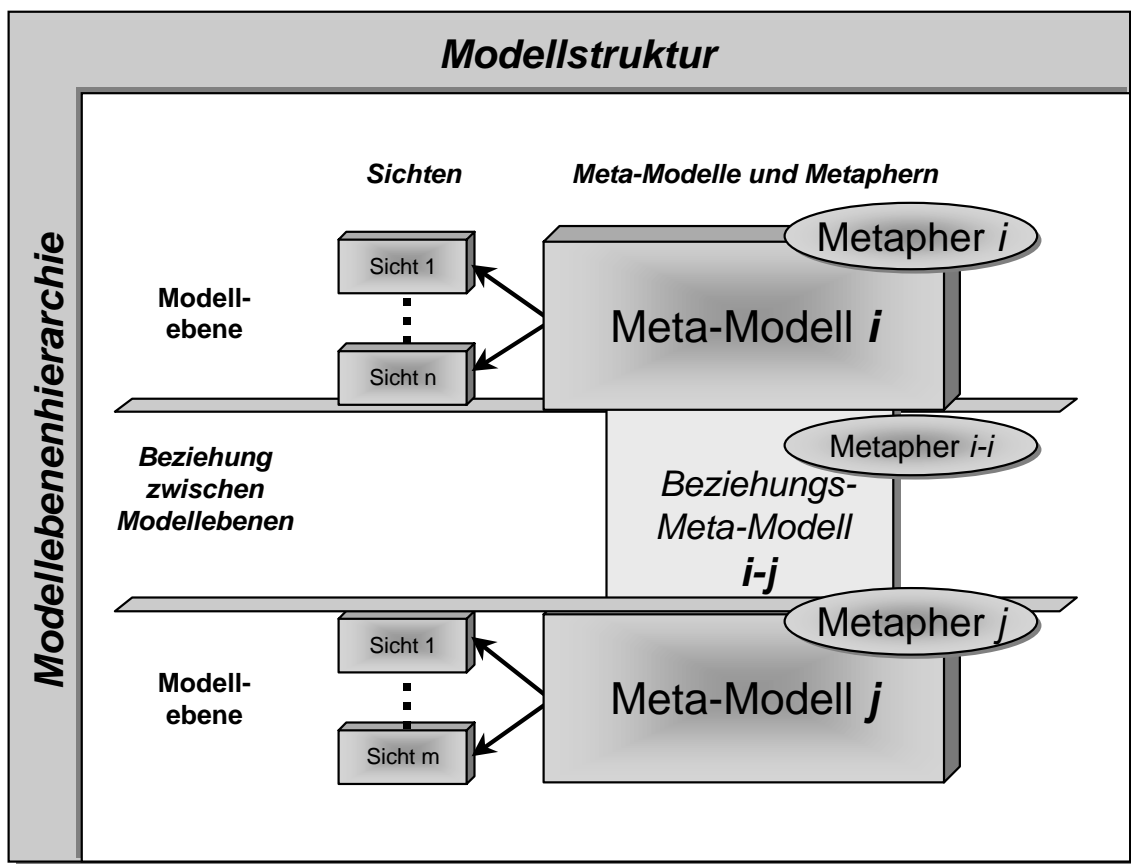 Modellstruktur
Modellebenenhierarchie
Sichten
Meta-Modelle und Metaphern
Metapher i
Sicht 1
Modell-
ebene
Meta-Modell i
Sicht n
Metapher i-i
Beziehung
zwischen
Modellebenen
Beziehungs-
Meta-Modell
i-j
Metapher j
Sicht 1
Modell-
ebene
Meta-Modell j
Sicht m